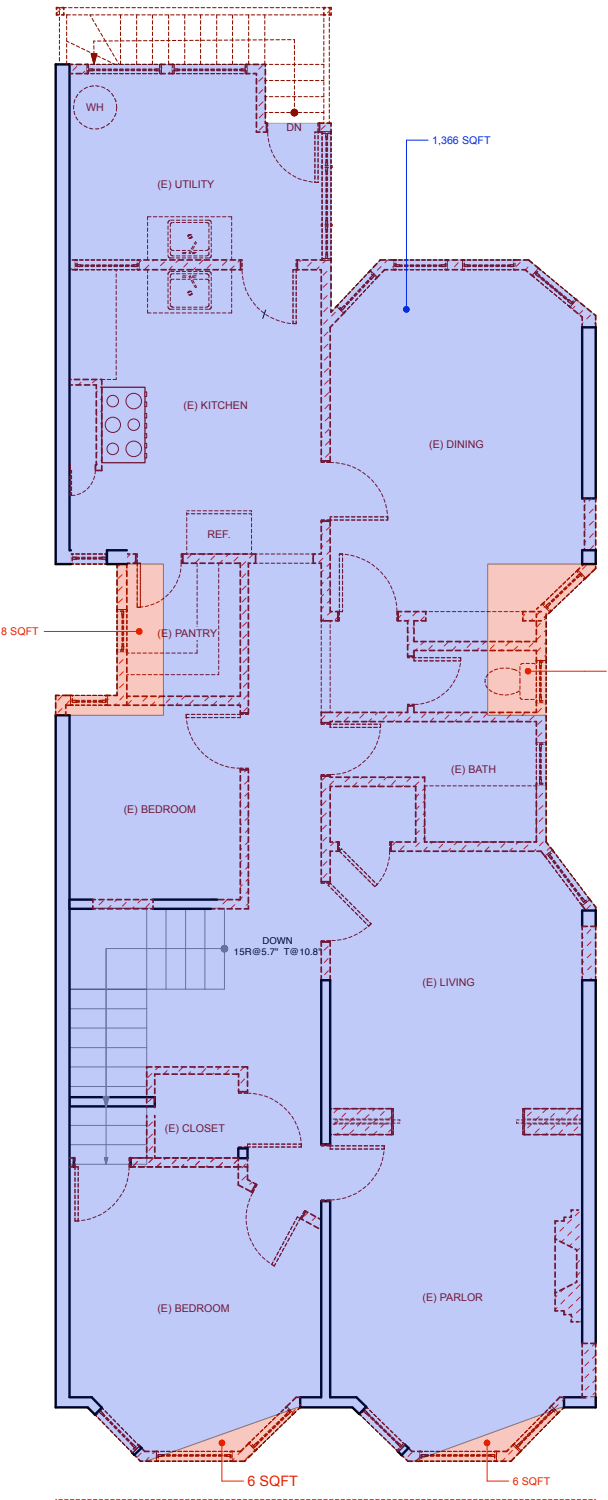 WH
DN
1,366 SQFT
(E) UTILITY
(E) KITCHEN
(E) DINING
REF.
8 SQFT
(E) PANTRY
(E) BATH
(E) BEDROOM
DOWN
15R@5.7" T@10.8"
(E) LIVING
(E) CLOSET
(E) BEDROOM
(E) PARLOR
6 SQFT
6 SQFT